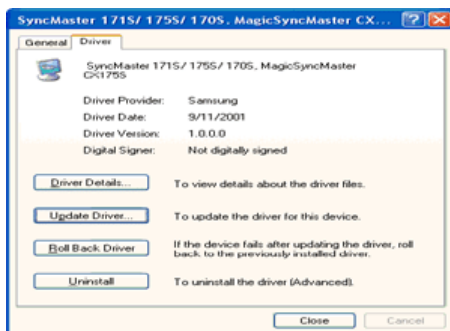 SyncMaster 171S/ 175S/ 170S, MagicSyncMaster CX...
General Driver
SyncMaster 171S/ 175S/ 170S, MagicSyncMaster
CX175S
Driver Provider: Samsung
Driver Date: 9/11/2001
Driver Version: 1.0.0.0
Digital Signer: Not digitally signed
Driver Details... To view details about the driver files.
Update Driver... To update the driver for this device.
Roll Back Driver If the device fails after updating the driver, roll
back to the previously installed driver.
Uninstall To uninstall the driver (Advanced).
Close Cancel